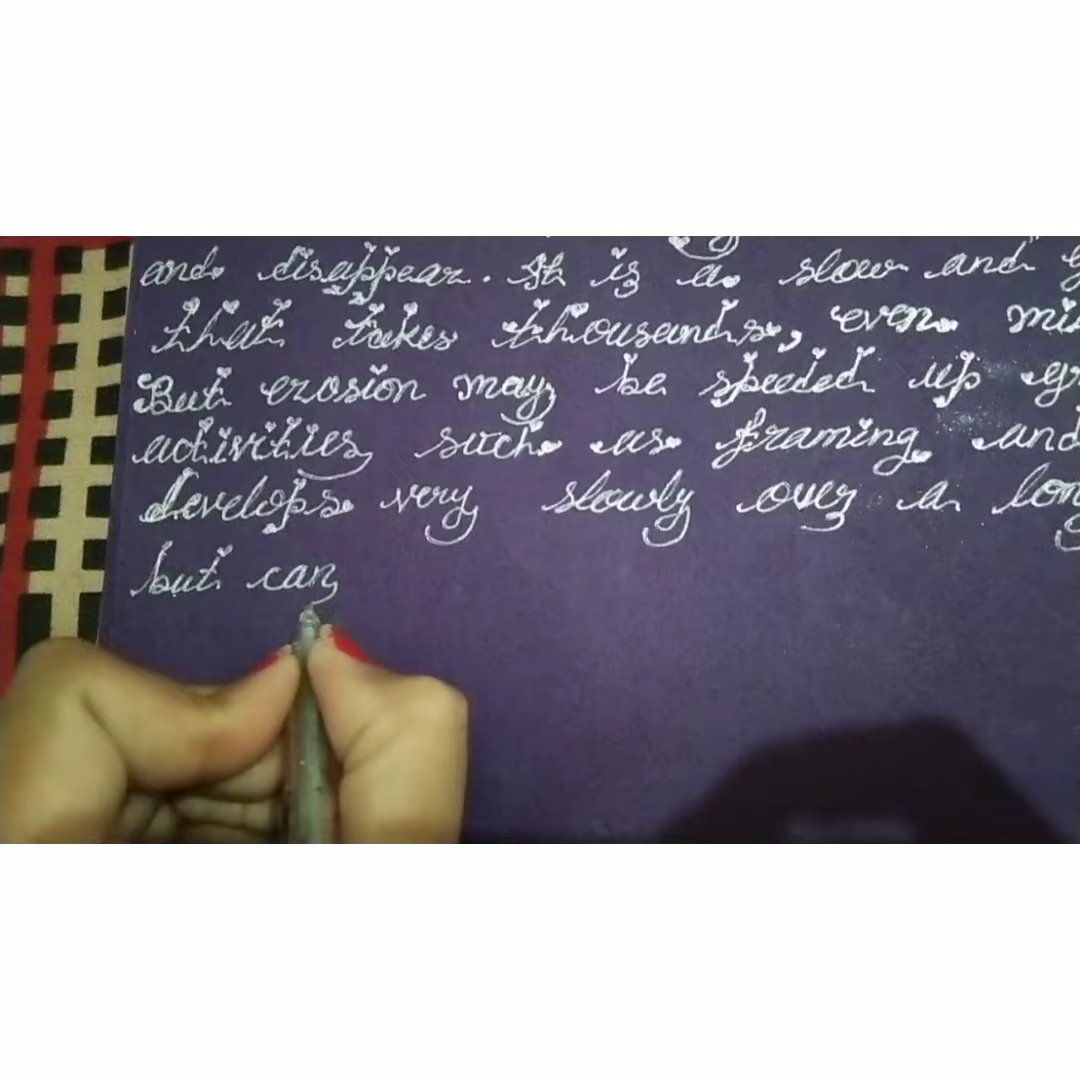 and disappear. It is a slow and
that takes thousands, even
But erosion may be speeded up
activities such as framing and
develops very slowly over a long
but can